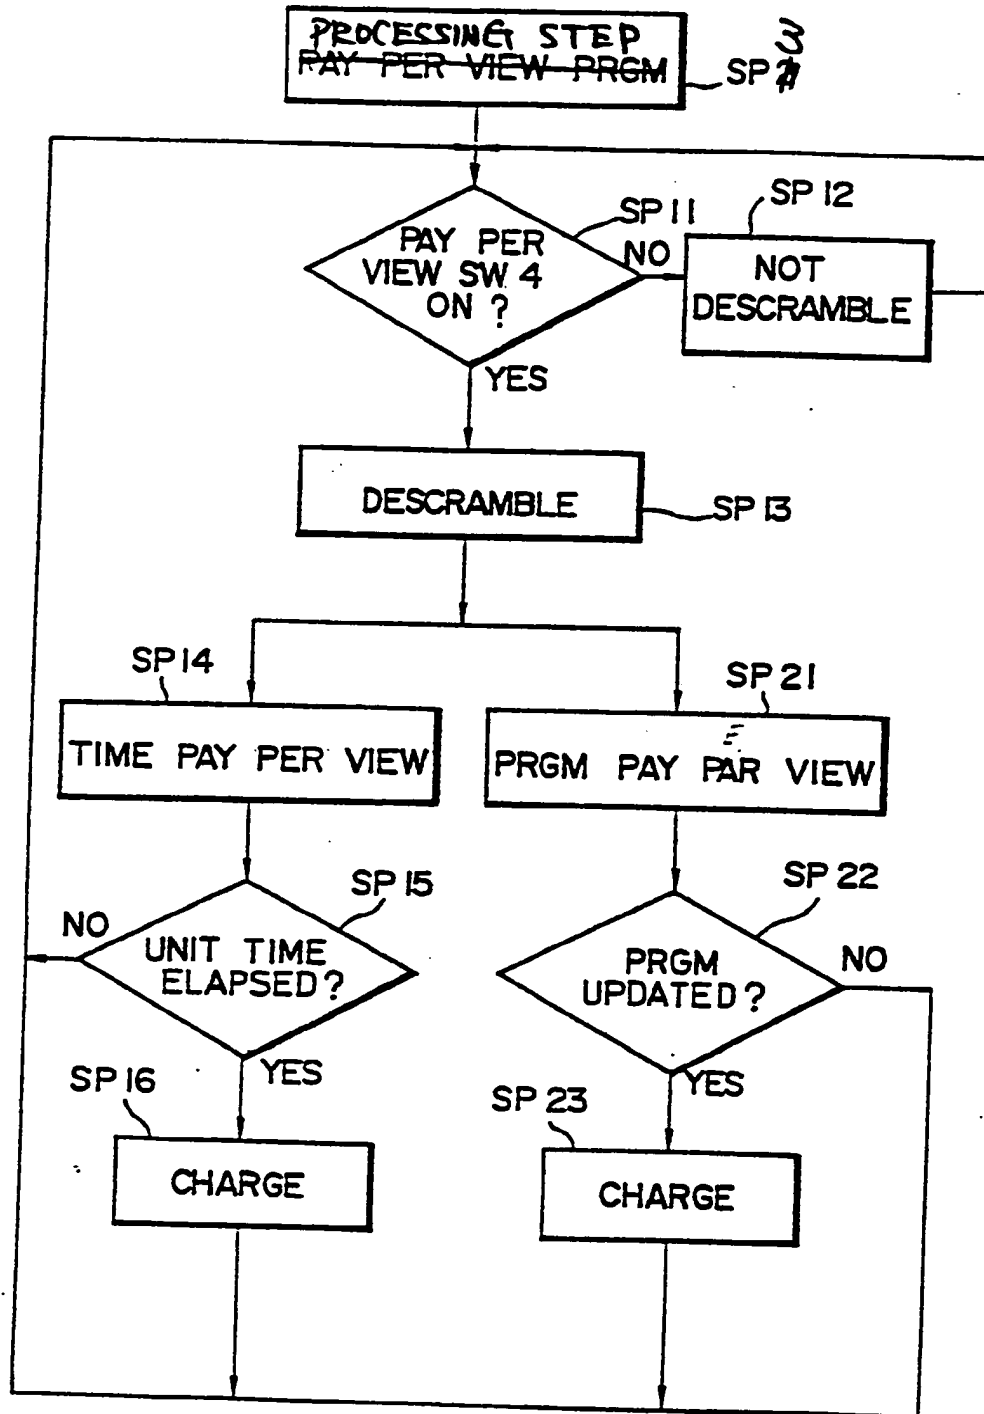 PROCESSING STEP
PAY PER VIEW PRGM
3
SP
SP 11
SP 12
PAY PER
VIEW SW 4
ON ?
NO
NOT
DESCRAMBLE
YES
DESCRAMBLE
SP 13
SP 14
SP 21
TIME PAY PER VIEW
E
PRGM PAY PAR VIEW
SP 15
SP 22
NO
UNIT TIME
ELAPSED ?
PRGM
UPDATED ?
NO
YES
YES
SP 16
SP 23
CHARGE
CHARGE